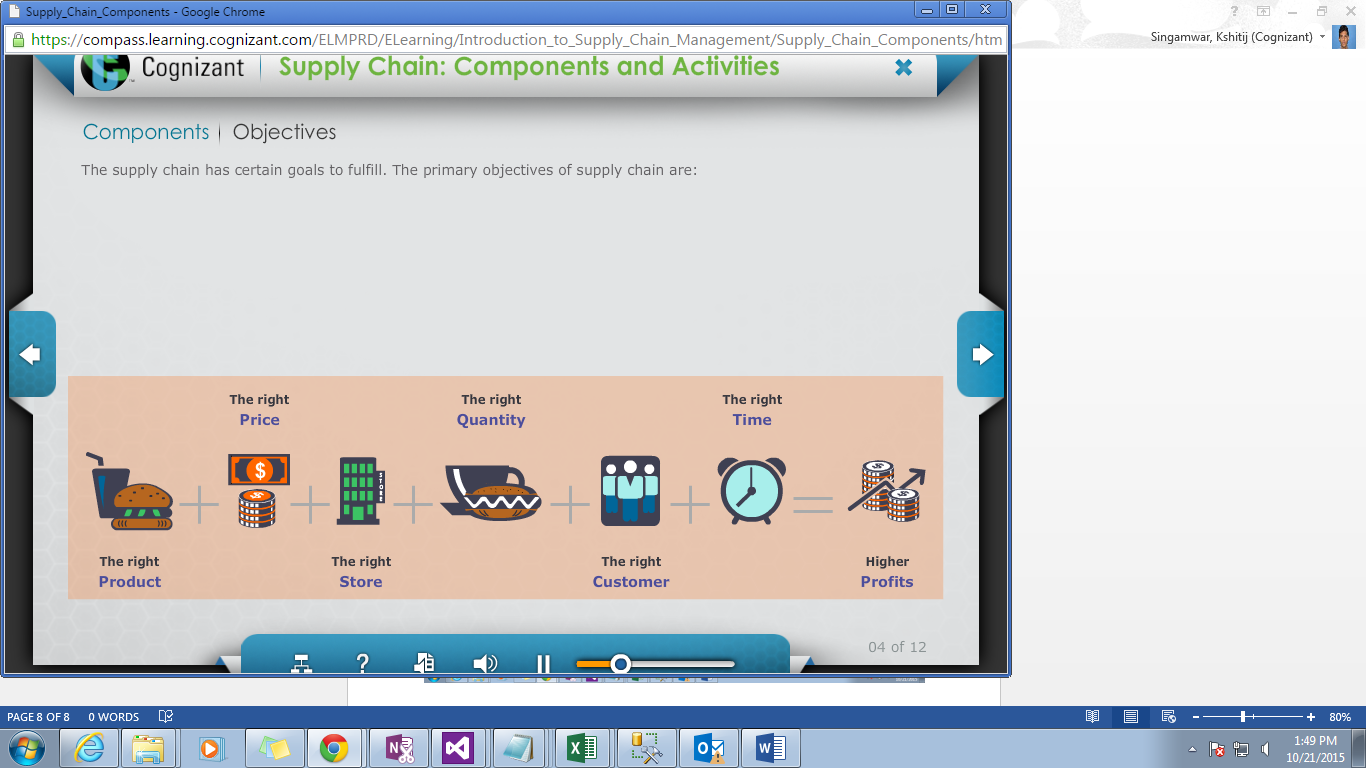 Supply_Chain_Components - Google Chrome
https://compass.learning.cognizant.com/ELMPRD/ELearning/Introduction_to_Supply_Chain_Management/Supply_Chain_Components/htm
Singamwar, Kshitij (Cognizant)
Cognizant
Supply Chain: Components and Activities
Components | Objectives
The supply chain has certain goals to fulfill. The primary objectives of supply chain are:
The right
Price
The right
Quantity
The right
Time
$
STORE
The right
Product
The right
Store
The right
Customer
Higher
Profits
04 of 12
PAGE 8 OF 8
0 WORDS
80%
1:49 PM
10/21/2015